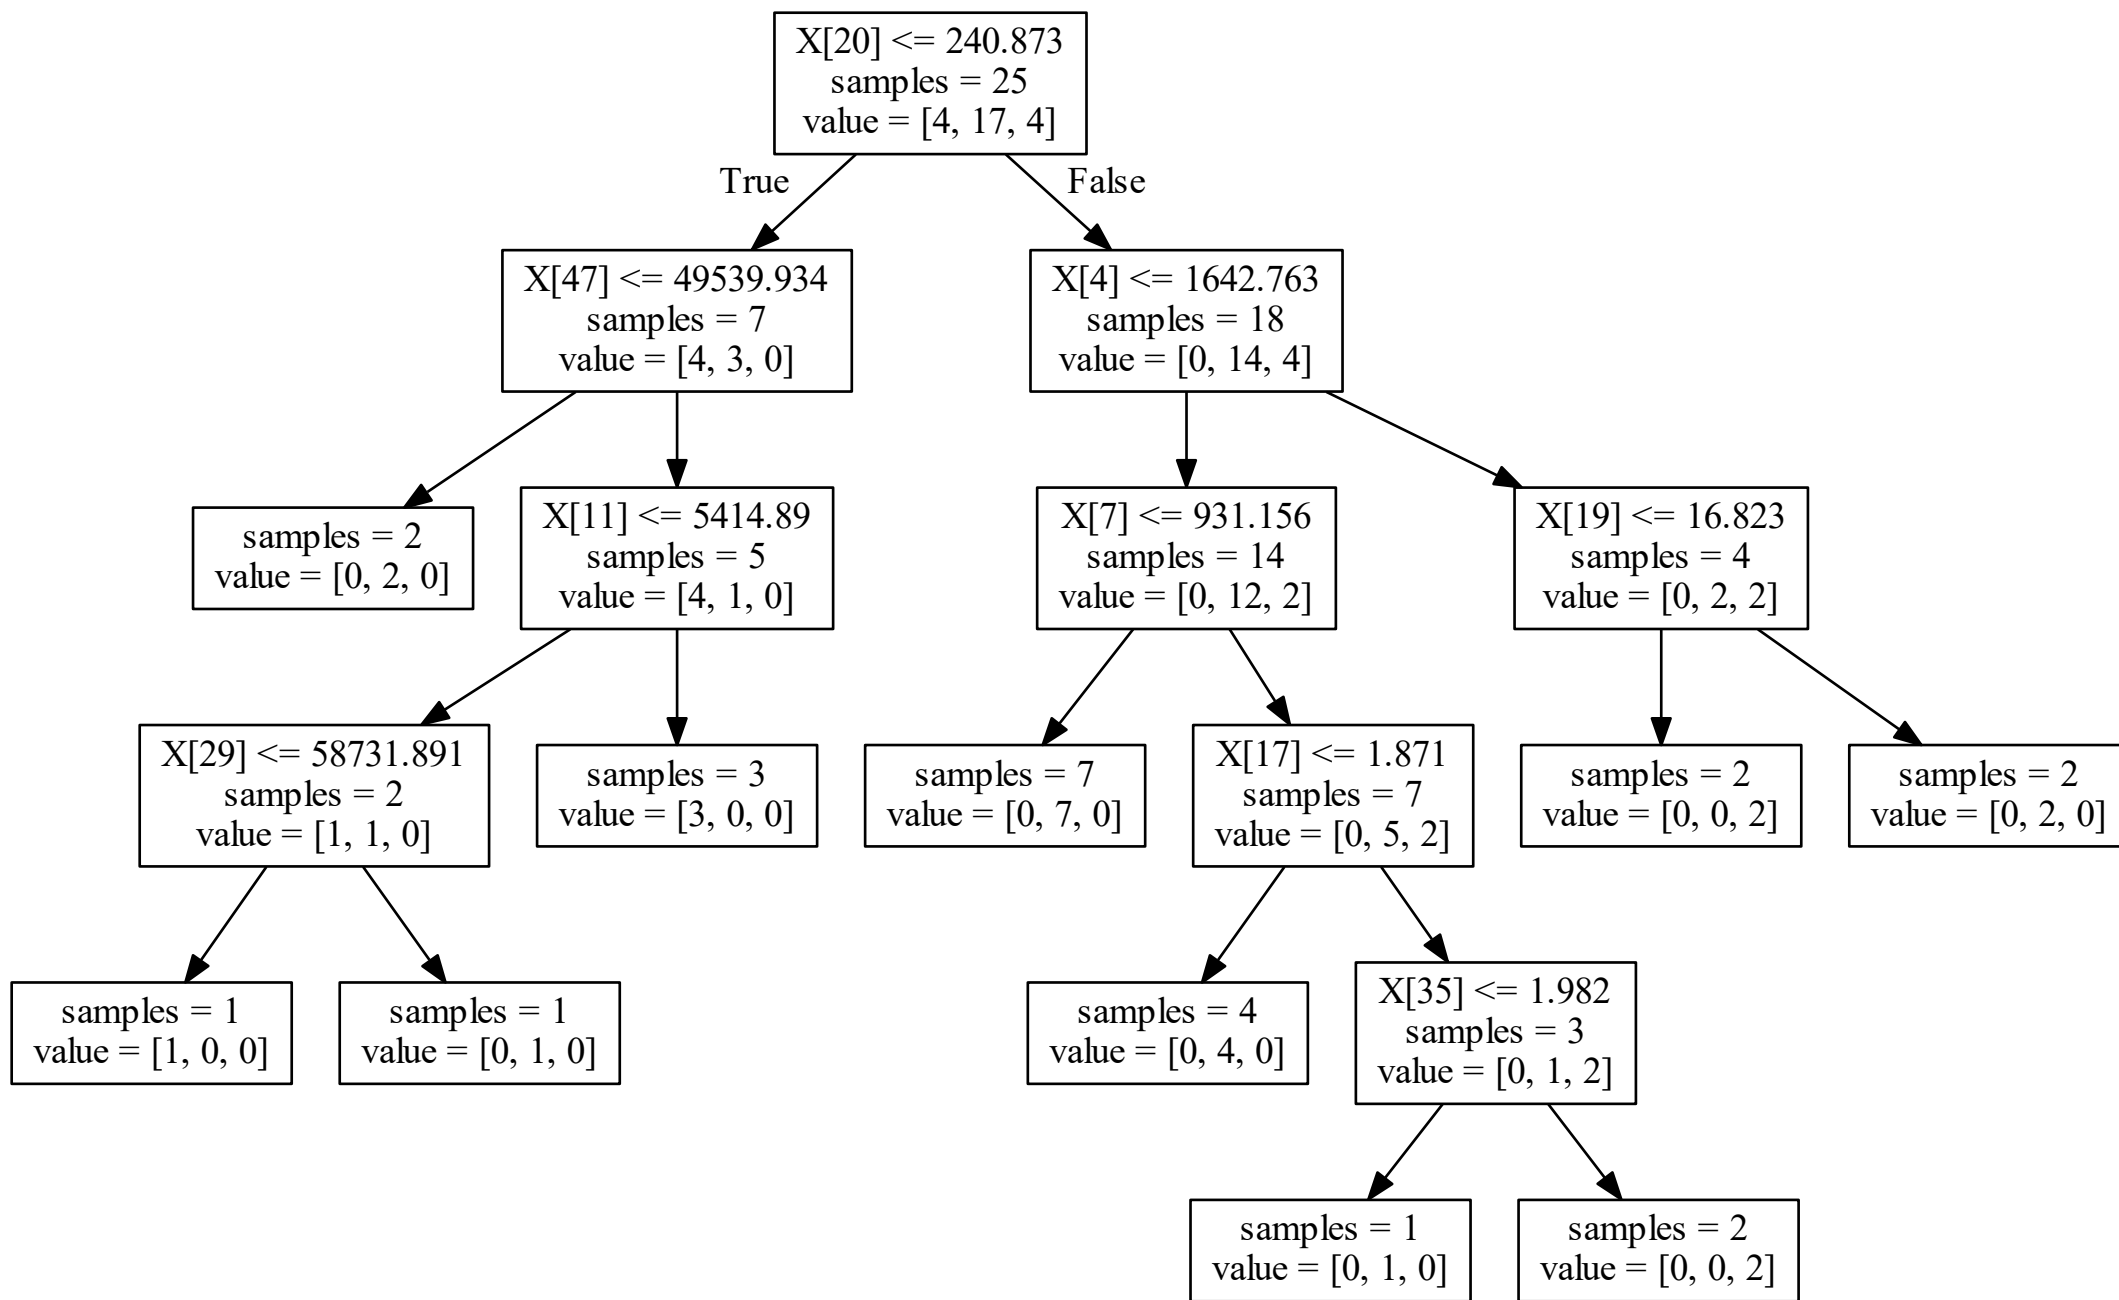 X[20] <= 240.873
samples = 25
value = [4, 17, 4]
True
False
X[47] <= 49539.934
samples = 7
value = [4, 3, 0]
X[4] <= 1642.763
samples = 18
value = [0, 14, 4]
samples = 2
value = [0, 2, 0]
X[11] <= 5414.89
samples = 5
value = [4, 1, 0]
X[7] <= 931.156
samples = 14
value = [0, 12, 2]
X[19] <= 16.823
samples = 4
value = [0, 2, 2]
X[29] <= 58731.891
samples = 2
value = [1, 1, 0]
samples = 3
value = [3, 0, 0]
samples = 7
value = [0, 7, 0]
X[17] <= 1.871
samples = 7
value = [0, 5, 2]
samples = 2
value = [0, 0, 2]
samples = 2
value = [0, 2, 0]
samples = 1
value = [1, 0, 0]
samples = 1
value = [0, 1, 0]
samples = 4
value = [0, 4, 0]
X[35] <= 1.982
samples = 3
value = [0, 1, 2]
samples = 1
value = [0, 1, 0]
samples = 2
value = [0, 0, 2]